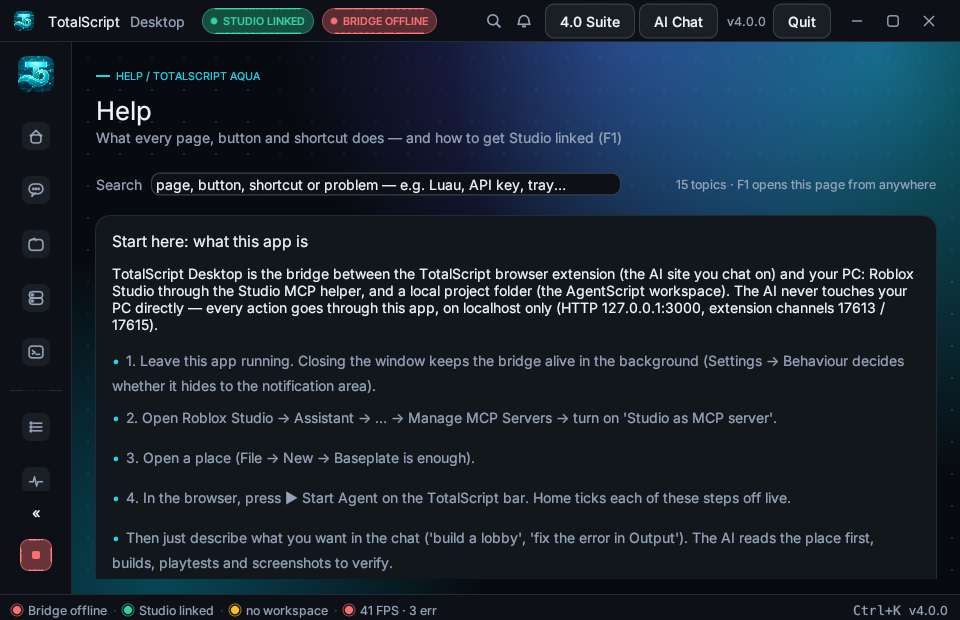 TotalScript Desktop STUDIO LINKED BRIDGE OFFLINE 4.0 Suite AI Chat v4.0.0 Quit
HELP / TOTALSCRIPT AQUA
Help
What every page, button and shortcut does — and how to get Studio linked (F1)
Search page, button, shortcut or problem — e.g. Luau, API key, tray... 15 topics · F1 opens this page from anywhere
Start here: what this app is
TotalScript Desktop is the bridge between the TotalScript browser extension (the AI site you chat on) and your PC: Roblox
Studio through the Studio MCP helper, and a local project folder (the AgentScript workspace). The AI never touches your
PC directly — every action goes through this app, on localhost only (HTTP 127.0.0.1:3000, extension channels 17613 /
17615).
• 1. Leave this app running. Closing the window keeps the bridge alive in the background (Settings → Behaviour decides
whether it hides to the notification area).
• 2. Open Roblox Studio → Assistant → ... → Manage MCP Servers → turn on 'Studio as MCP server'.
• 3. Open a place (File → New → Baseplate is enough).
• 4. In the browser, press ▶ Start Agent on the TotalScript bar. Home ticks each of these steps off live.
• Then just describe what you want in the chat ('build a lobby', 'fix the error in Output'). The AI reads the place first,
builds, playtests and screenshots to verify.
«
Bridge offline · Studio linked · no workspace · 41 FPS · 3 err Ctrl+K v4.0.0